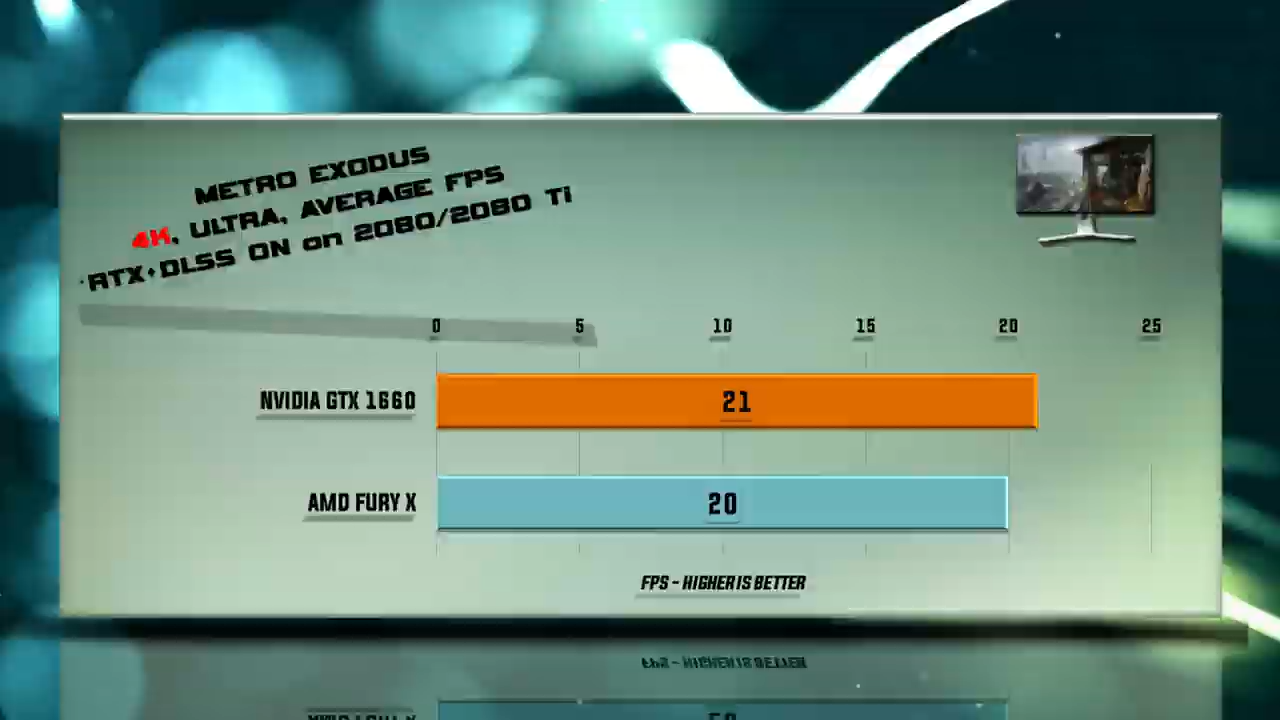 METRO EXODUS
4K, ULTRA, AVERAGE FPS
RTX+DLSS ON on 2080/2080 Ti
0 5 10 15 20 25
NVIDIA GTX 1660 21
AMD FURY X 20
FPS - HIGHER IS BETTER